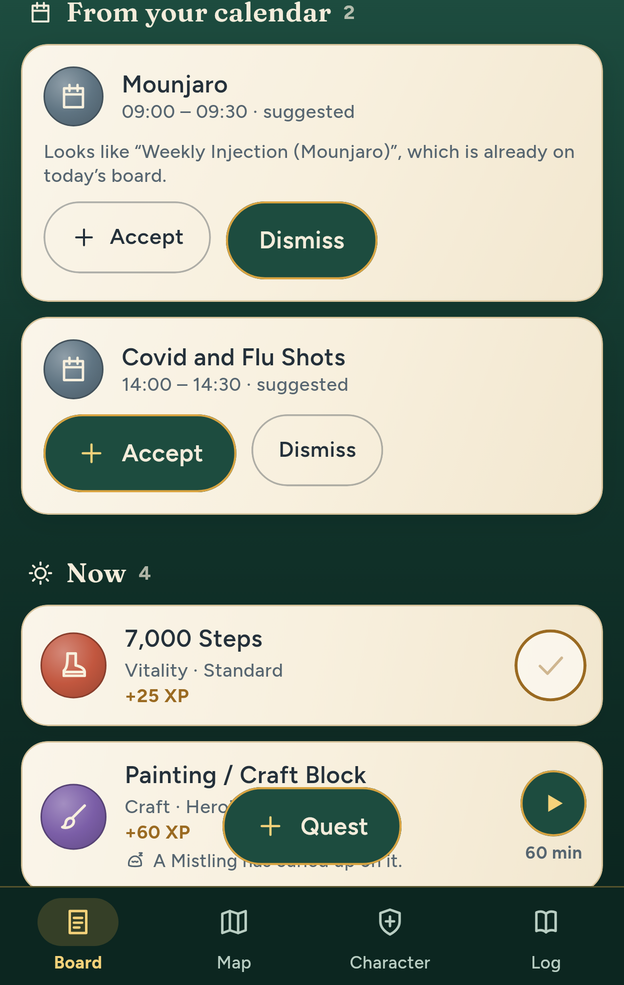 From your calendar 2
Mounjaro
09:00 – 09:30 · suggested
Looks like “Weekly Injection (Mounjaro)”, which is already on
today’s board.
Accept
Dismiss
Covid and Flu Shots
14:00 – 14:30 · suggested
Accept
Dismiss
Now 4
7,000 Steps
Vitality · Standard
+25 XP
Painting / Craft Block
Craft ·
+60 XP
Quest
A Mistling it.
60 min
Board
Map
Character
Log